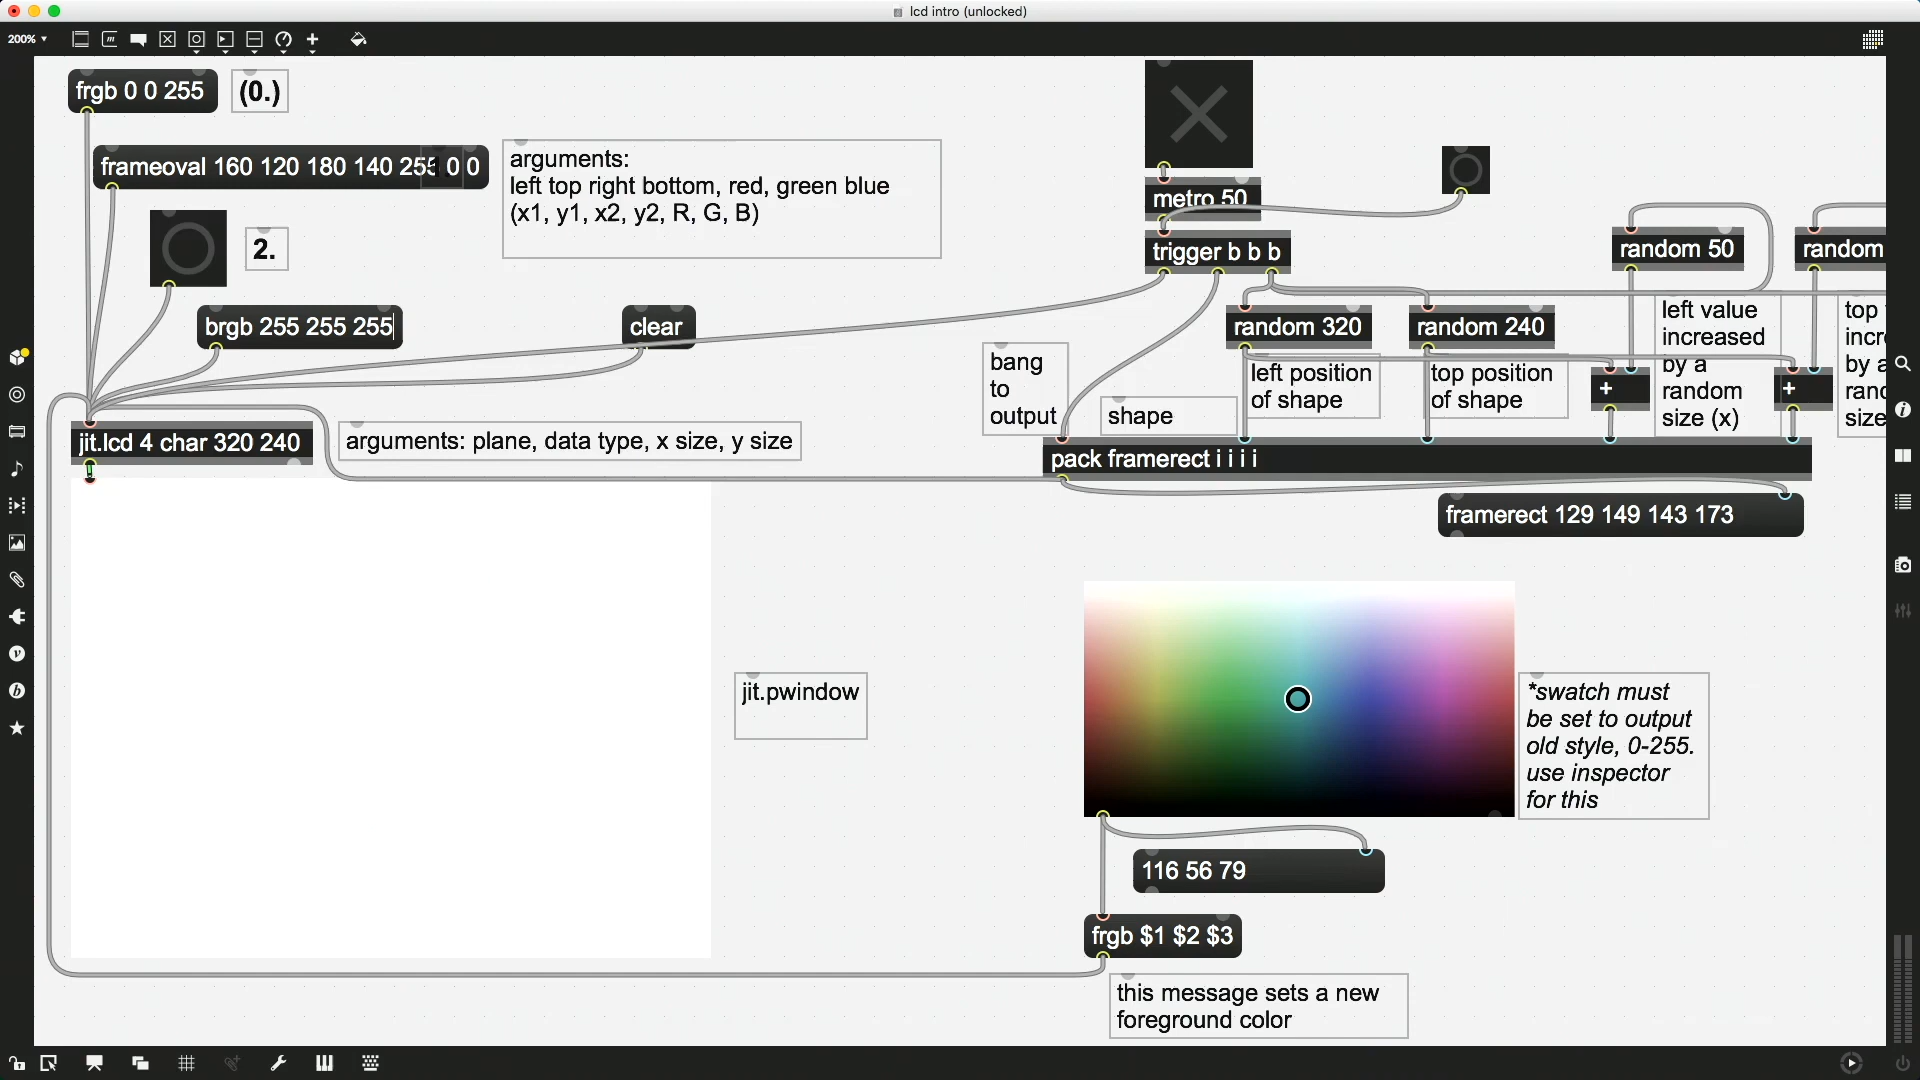 lcd intro (unlocked)
200%
frgb 0 0 255
(0.)
frameoval 160 120 180 140 255 0 0
arguments:
left top right bottom, red, green blue
(x1, y1, x2, y2, R, G, B)
2.
brgb 255 255 255
clear
jit.lcd 4 char 320 240
arguments: plane, data type, x size, y size
jit.pwindow
metro 50
trigger b b b
random 320
random 240
random 50
random
bang
to
output
shape
left position
of shape
top position
of shape
left value
increased
by a
random
size (x)
top
incr
by a
rand
size
+
+
pack framerect i i i i
framerect 129 149 143 173
*swatch must
be set to output
old style, 0-255.
use inspector
for this
116 56 79
frgb $1 $2 $3
this message sets a new
foreground color